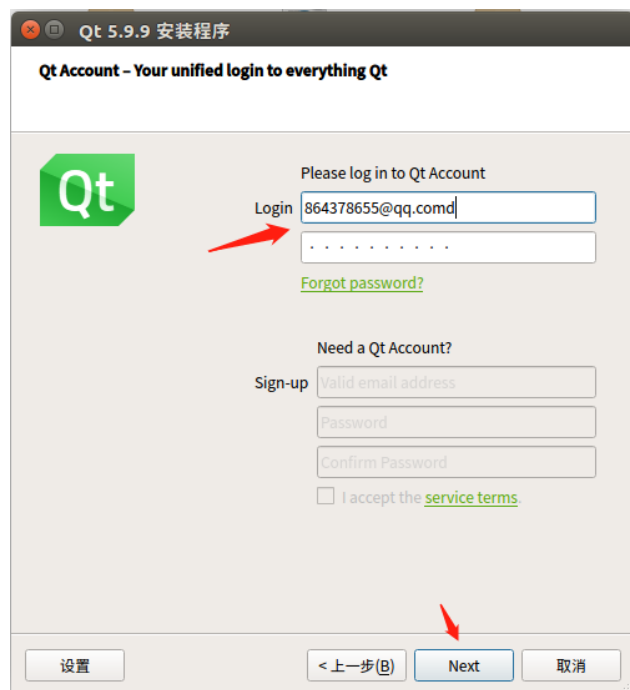 Qt 5.9.9 安装程序
Qt Account – Your unified login to everything Qt
Qt
Please log in to Qt Account
Login 864378655@qq.comd
· · · · · · · · · ·
Forgot password?
Need a Qt Account?
Sign-up Valid email address
Password
Confirm Password
I accept the service terms.
设置 < 上一步(B) Next 取消